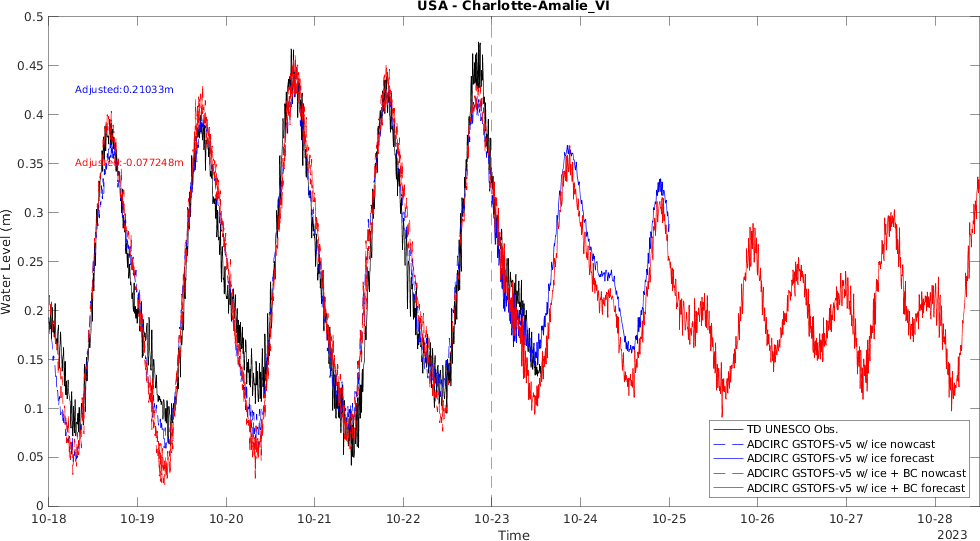 USA - Charlotte-Amalie_VI
0.5
0.45
0.4
0.35
0.3
0.25
0.2
0.15
0.1
0.05
0
Water Level (m)
Adjusted:0.21033m
Adjusted:-0.077248m
TD UNESCO Obs.
ADCIRC GSTOFS-v5 w/ ice nowcast
ADCIRC GSTOFS-v5 w/ ice forecast
ADCIRC GSTOFS-v5 w/ ice + BC nowcast
ADCIRC GSTOFS-v5 w/ ice + BC forecast
10-18 10-19 10-20 10-21 10-22 10-23 10-24 10-25 10-26 10-27 10-28
2023
Time